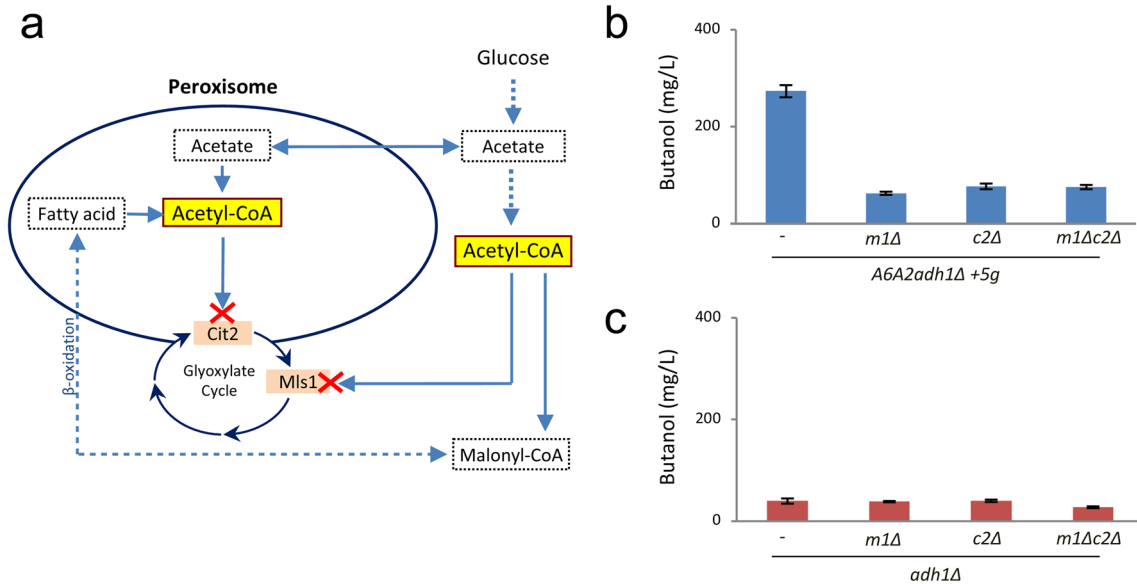 a
Glucose
Peroxisome
Acetate
Acetate
Fatty acid
Acetyl-CoA
Acetyl-CoA
β-oxidation
Cit2
Glyoxylate
Cycle
Mls1
Malonyl-CoA
b
Butanol (mg/L)
400
200
0
- m1Δ c2Δ m1Δc2Δ
A6A2adh1Δ +5g
c
Butanol (mg/L)
400
200
0
- m1Δ c2Δ m1Δc2Δ
adh1Δ